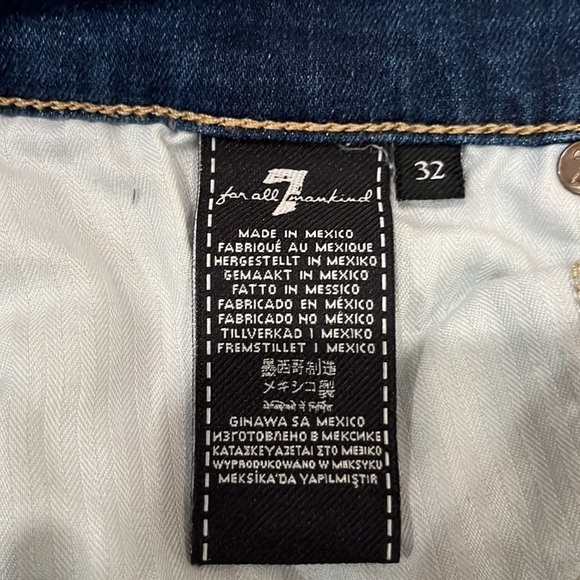 7
for all mankind
32
MADE IN MEXICO
FABRIQUÉ AU MEXIQUE
HERGESTELLT IN MEXIKO
GEMAAKT IN MEXICO
FATTO IN MESSICO
FABRICADO EN MÉXICO
FABRICADO NO MÉXICO
TILLVERKAD I MEXIKO
FREMSTILLET I MEXICO
墨西哥制造
メキシコ製
मेक्सिको में निर्मित
GINAWA SA MEXICO
ИЗГОТОВЛЕНО В МЕКСИКЕ
ΚΑΤΑΣΚΕΥΑΖΕΤΑΙ ΣΤΟ ΜΕΞΙΚΟ
WYPRODUKOWANO W MEKSYKU
MEKSİKA'DA YAPILMIŞTIR